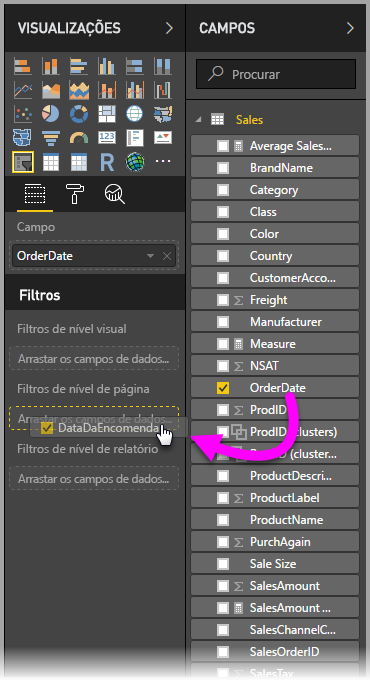 VISUALIZAÇÕES
R
123
Campo
OrderDate
Filtros
Filtros de nível visual
Arrastar os campos de dados...
Filtros de nível de página
Arrastar os campos de dados...
DataDaEncomenda
Filtros de nível de relatório
Arrastar os campos de dados...
CAMPOS
Procurar
Sales
Average Sales...
BrandName
Category
Class
Color
Country
CustomerAcco...
Freight
Manufacturer
Measure
NSAT
OrderDate
ProdID
ProdID (clusters)
(cluster...
ProductDescri...
ProductLabel
ProductName
PurchAgain
Sale Size
SalesAmount
SalesAmount ...
SalesChannelC...
SalesOrderID
SalesTax